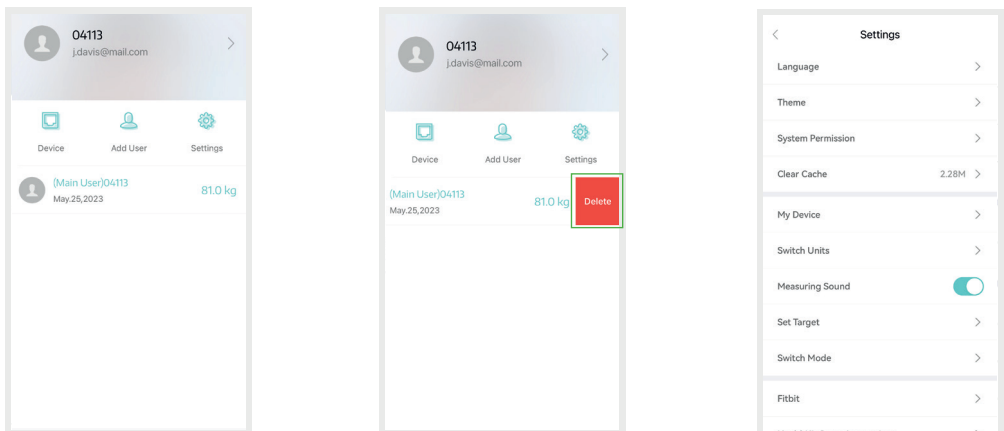 04113
j.davis@mail.com
Device
Add User
Settings
(Main User)04113
May.25,2023
81.0 kg
04113
j.davis@mail.com
Device
Add User
Settings
(Main User)04113
May.25,2023
81.0 kg
Delete
Settings
Language
Theme
System Permission
Clear Cache 2.28M
My Device
Switch Units
Measuring Sound
Set Target
Switch Mode
Fitbit